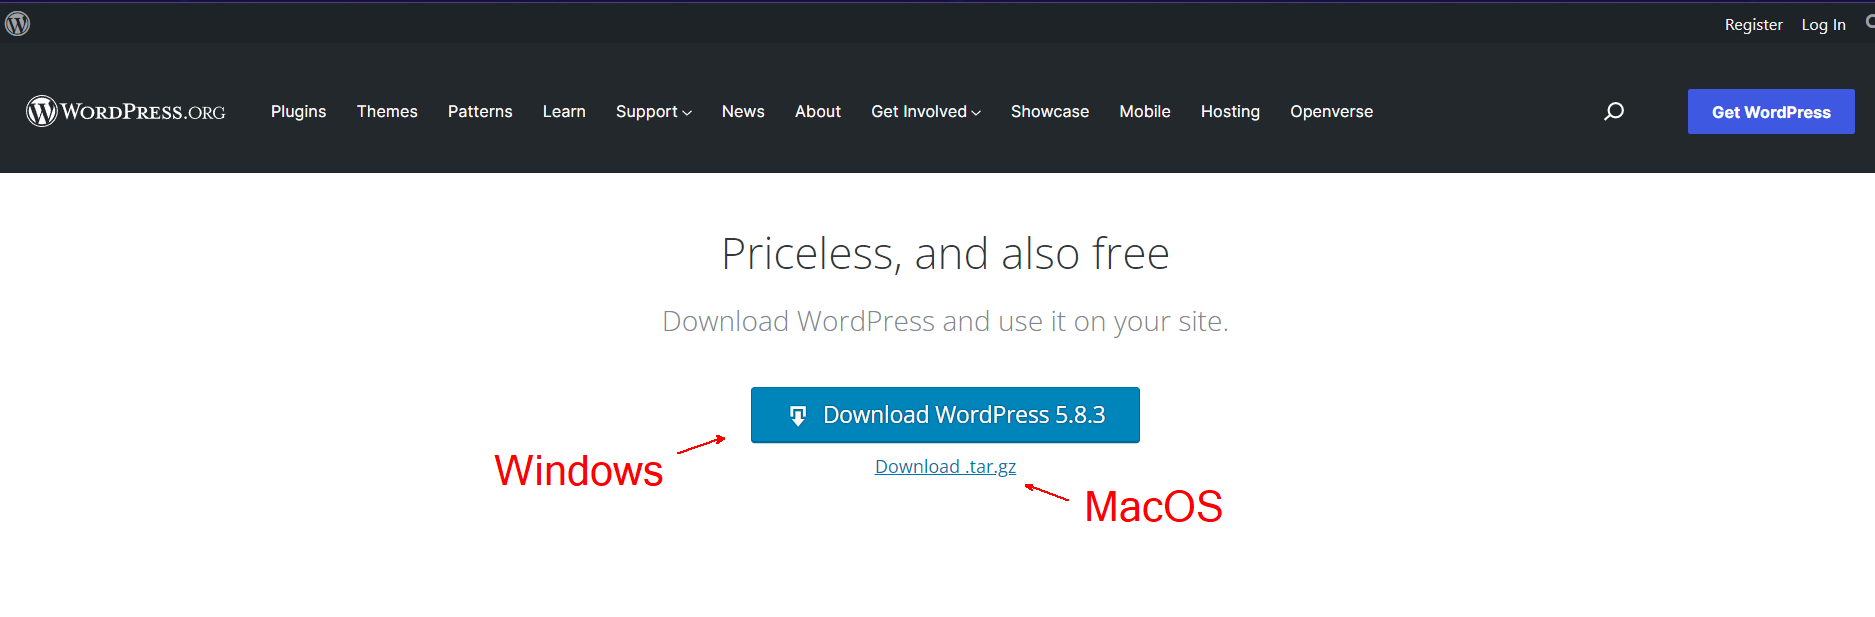 Register Log In
WORDPRESS.ORG Plugins Themes Patterns Learn Support News About Get Involved Showcase Mobile Hosting Openverse Get WordPress
Priceless, and also free
Download WordPress and use it on your site.
Download WordPress 5.8.3
Windows
Download .tar.gz
MacOS